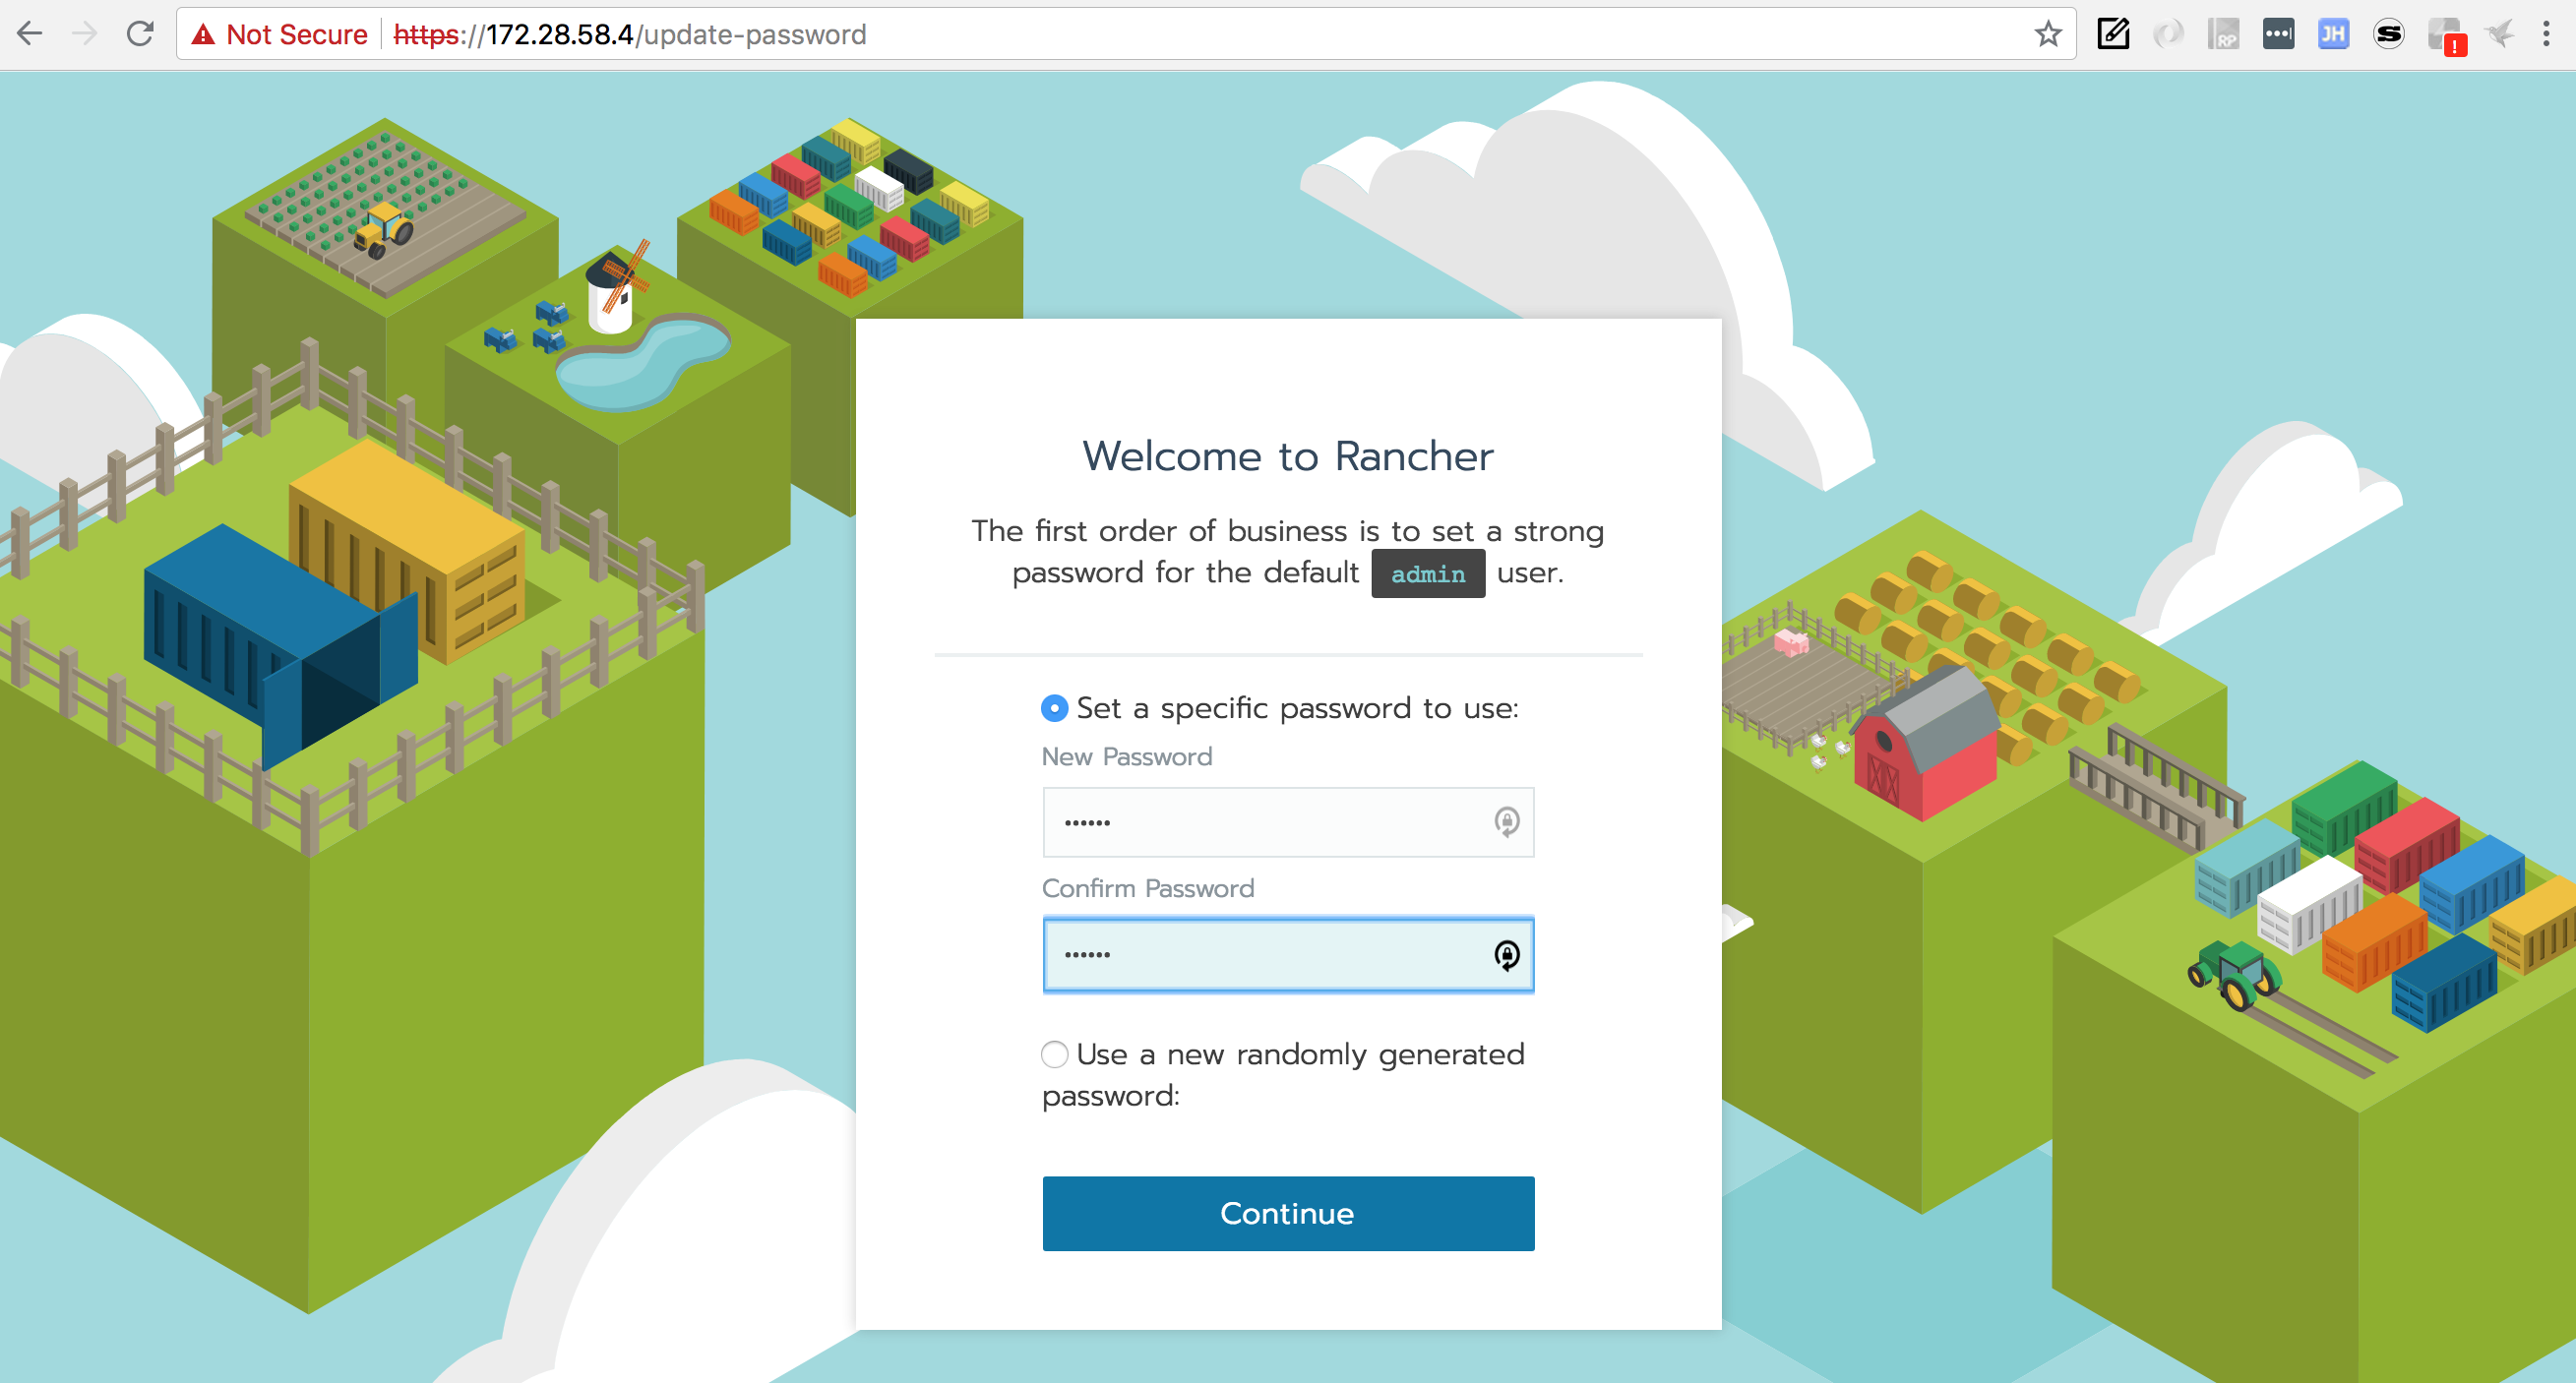 Not Secure https://172.28.58.4/update-password
RP
JH
S
!
Welcome to Rancher
The first order of business is to set a strong
password for the default admin user.
Set a specific password to use:
New Password
••••••
Confirm Password
••••••
Use a new randomly generated
password:
Continue